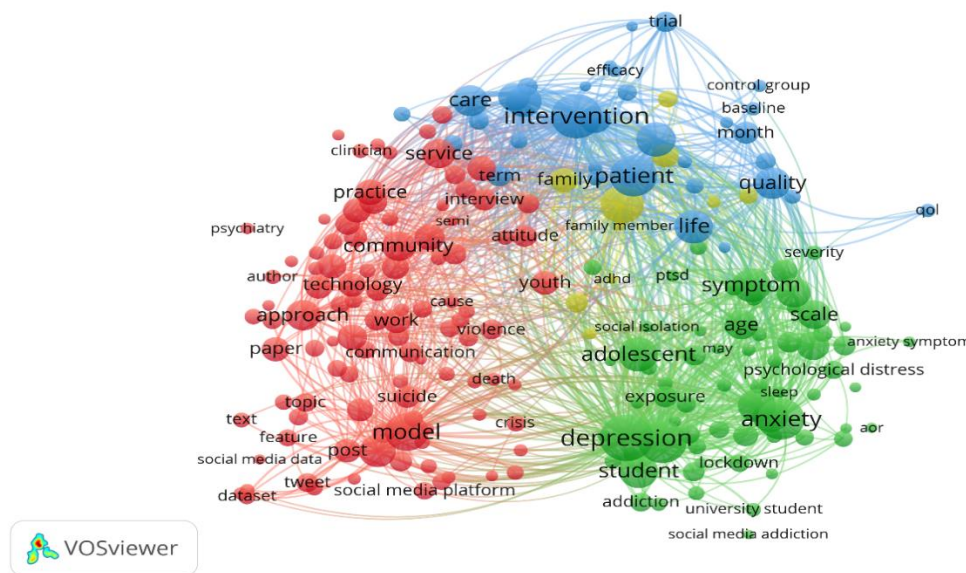 trial
efficacy
control group
care
baseline
intervention
month
clinician
service
term
family
patient
quality
practice
interview
semi
family member
life
qol
psychiatry
community
attitude
severity
author
technology
youth
adhd
ptsd
symptom
cause
approach
work
violence
social isolation
age
scale
paper
communication
adolescent
may
anxiety symptom
death
psychological distress
suicide
exposure
sleep
topic
text
model
crisis
depression
anxiety
aor
feature
post
social media data
student
lockdown
tweet
dataset
social media platform
addiction
university student
social media addiction
VOSviewer